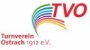 TVO
Turnverein
Ostrach 1912 e.V.